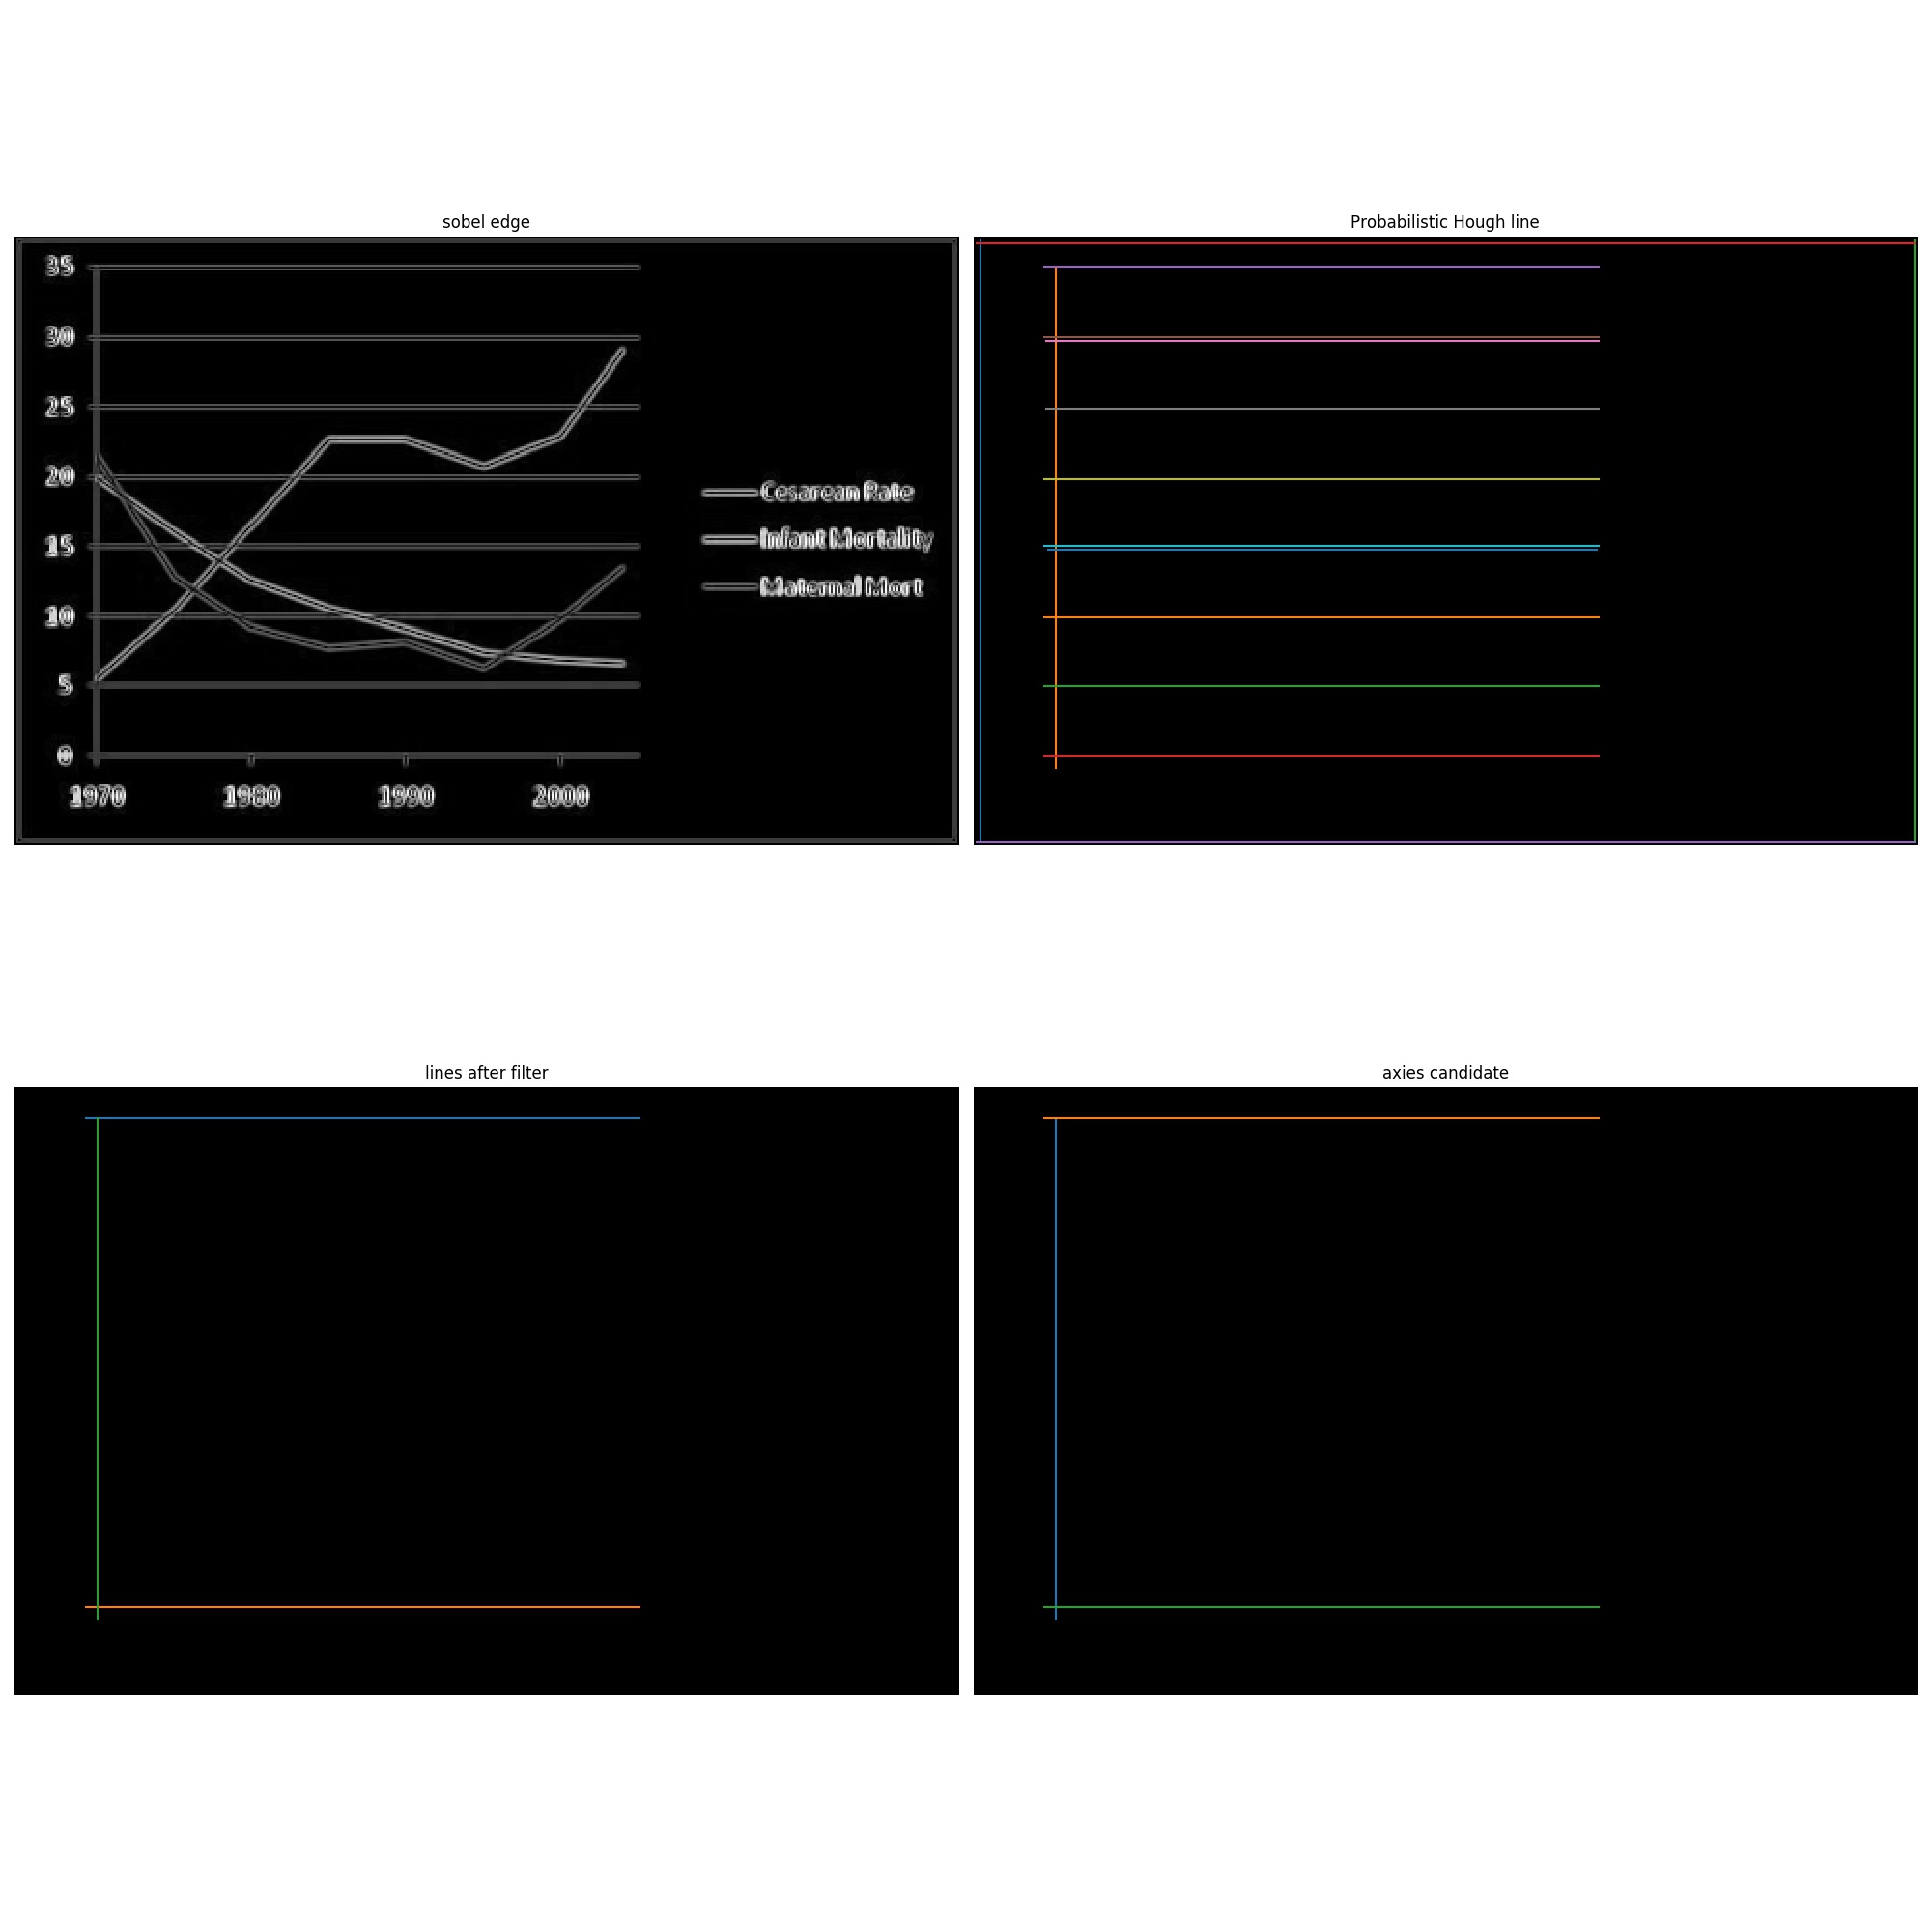 sobel edge
Probabilistic Hough line
35
30
25
20
15
10
5
0
1970 1980 1990 2000
Cesarean Rate
Infant Mortality
Maternal Mort
lines after filter
axies candidate